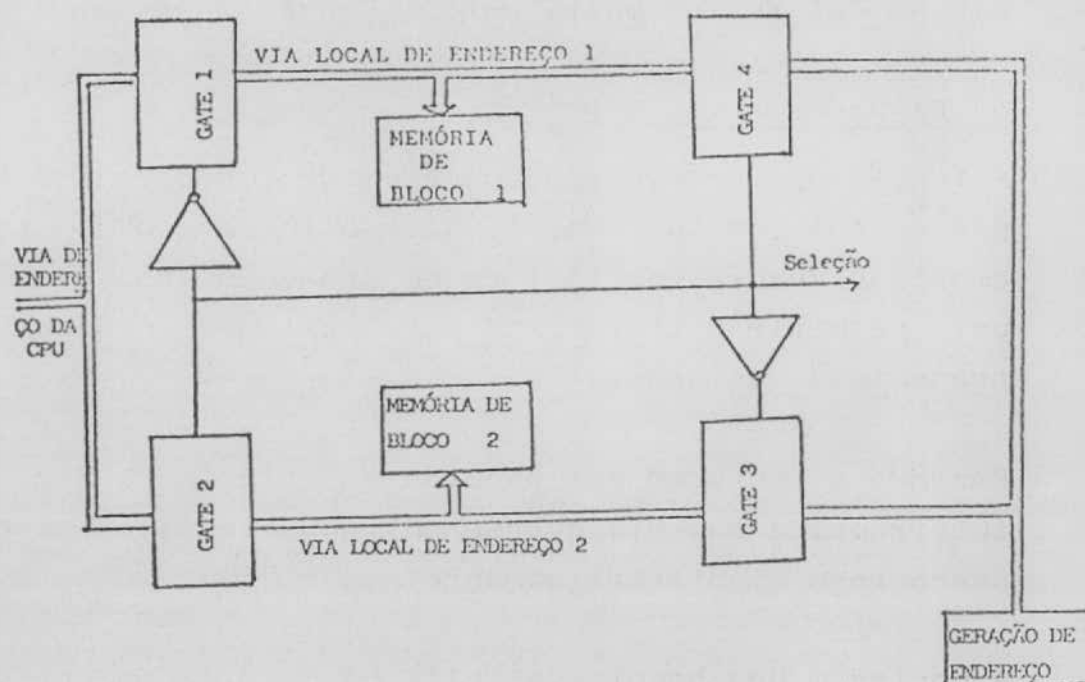 VIA LOCAL DE ENDEREÇO 1
GATE 1
GATE 4
MEMÓRIA
DE
BLOCO 1
VIA DE
ENDERE
ÇO DA
CPU
Seleção
MEMÓRIA DE
BLOCO 2
GATE 2
GATE 3
VIA LOCAL DE ENDEREÇO 2
GERAÇÃO DE
ENDEREÇO